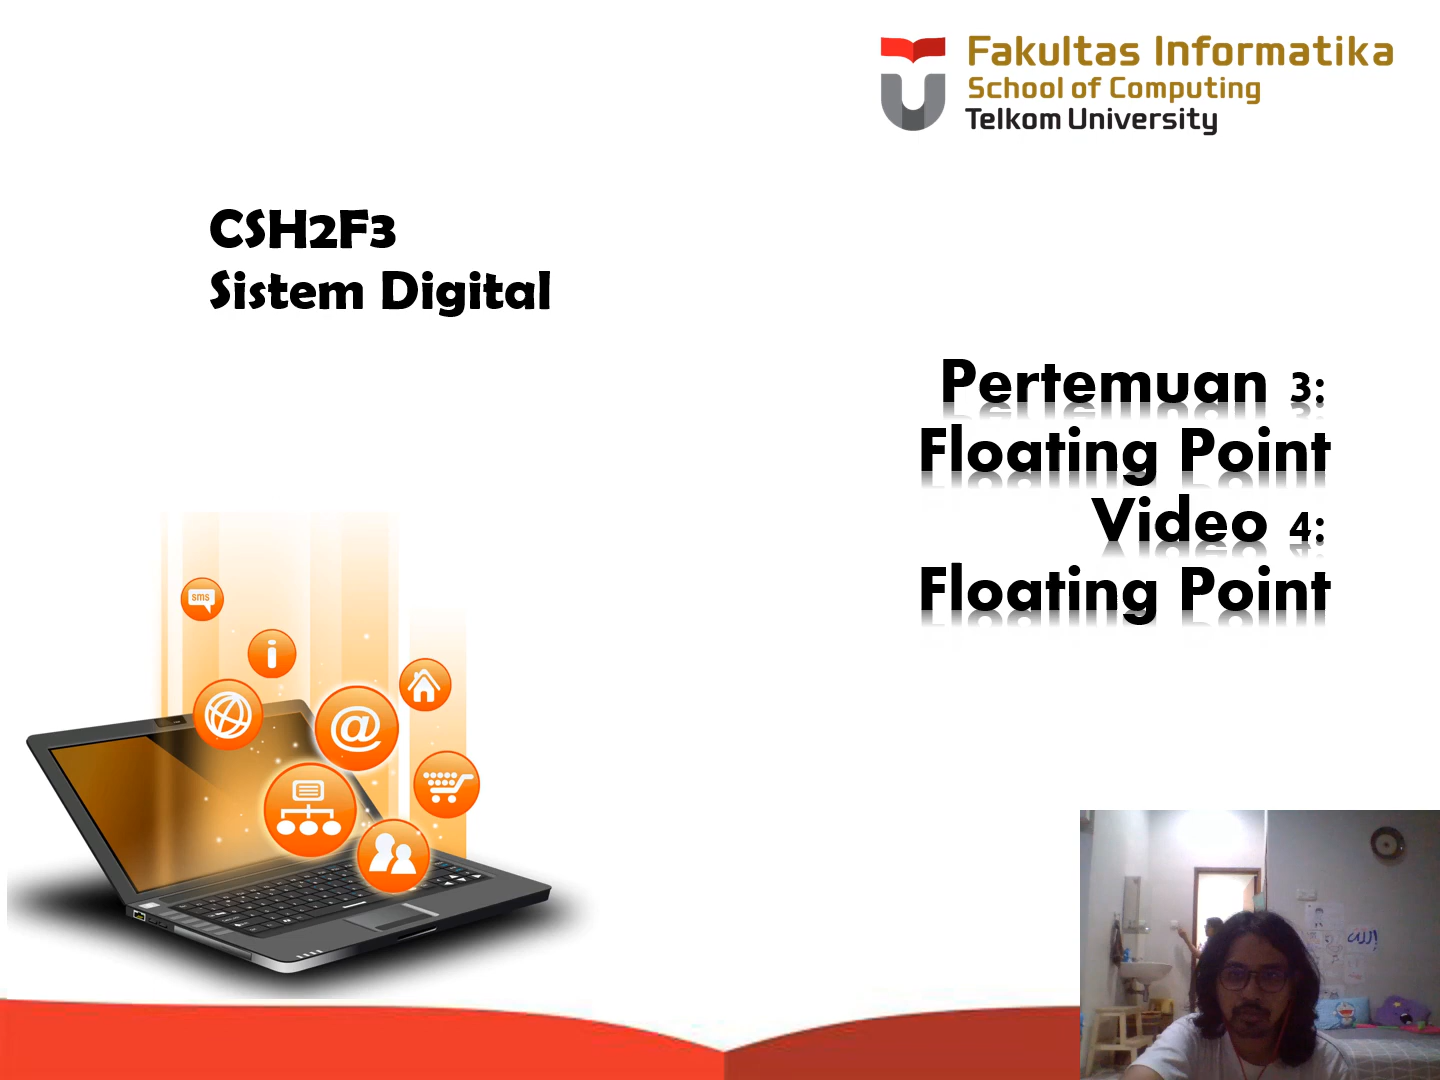 Fakultas Informatika
School of Computing
Telkom University
CSH2F3
Sistem Digital
Pertemuan 3:
Floating Point
Video 4:
Floating Point
sms
i
@
الله